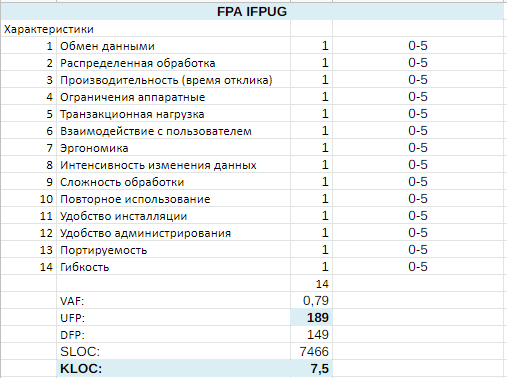 FPA IFPUG
Характеристики
1 Обмен данными 1 0-5
2 Распределенная обработка 1 0-5
3 Производительность (время отклика) 1 0-5
4 Ограничения аппаратные 1 0-5
5 Транзакционная нагрузка 1 0-5
6 Взаимодействие с пользователем 1 0-5
7 Эргономика 1 0-5
8 Интенсивность изменения данных 1 0-5
9 Сложность обработки 1 0-5
10 Повторное использование 1 0-5
11 Удобство инсталляции 1 0-5
12 Удобство администрирования 1 0-5
13 Портируемость 1 0-5
14 Гибкость 1 0-5
14
VAF: 0,79
UFP: 189
DFP: 149
SLOC: 7466
KLOC: 7,5